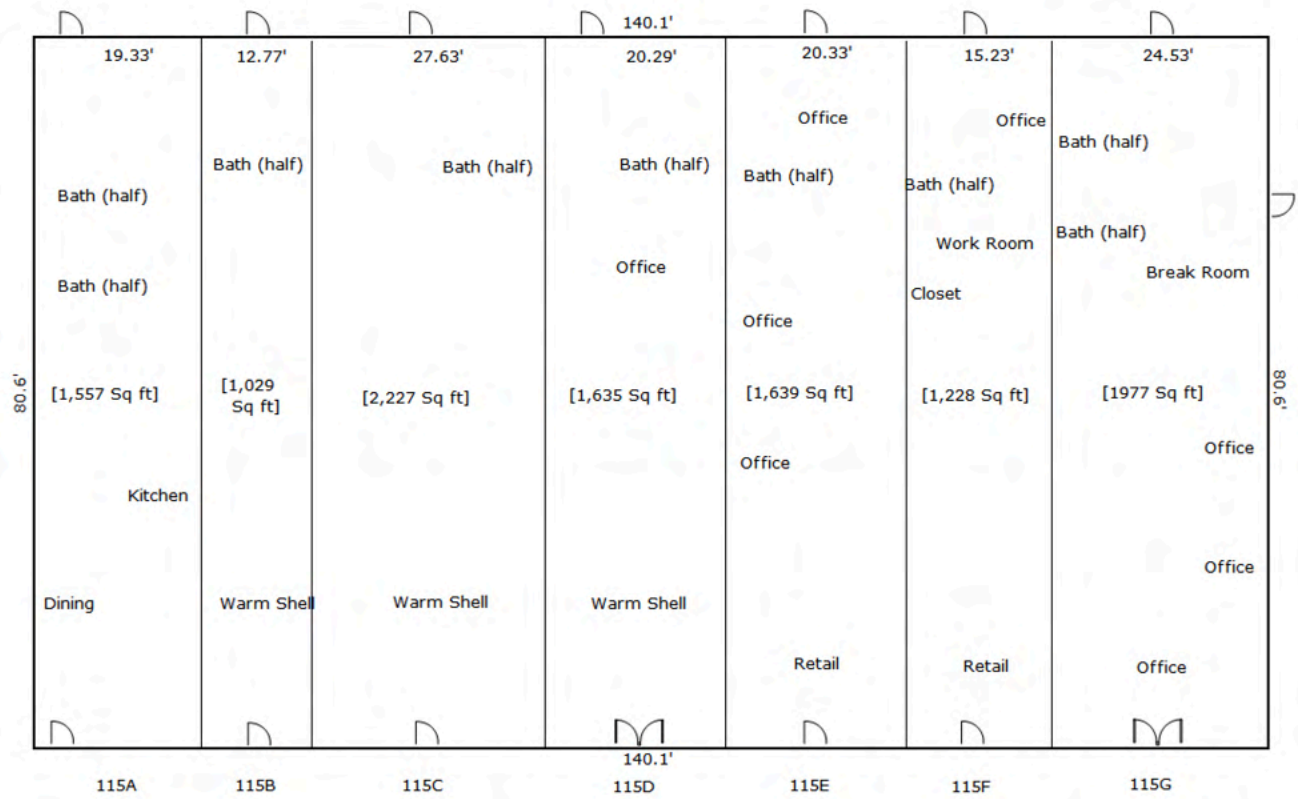 140.1'
19.33' 12.77' 27.63' 20.29' 20.33' 15.23' 24.53'
Office Office
Bath (half)
Bath (half) Bath (half) Bath (half)
Bath (half) Bath (half)
Bath (half)
Bath (half)
Work Room
Office Break Room
Bath (half) Closet
Office
80.6' [1,557 Sq ft] [1,029 Sq ft] [2,227 Sq ft] [1,635 Sq ft] [1,639 Sq ft] [1,228 Sq ft] [1977 Sq ft] 80.6'
Office
Office
Kitchen
Office
Dining Warm Shell Warm Shell Warm Shell
Retail Retail Office
140.1'
115A 115B 115C 115D 115E 115F 115G